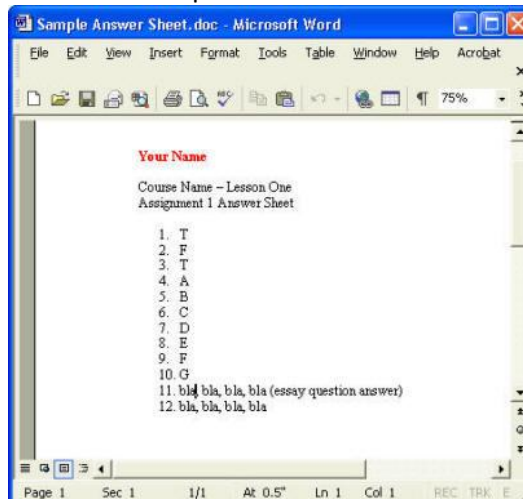 Sample Answer Sheet.doc - Microsoft Word
File Edit View Insert Format Tools Table Window Help Acrobat
75%
Your Name
Course Name – Lesson One
Assignment 1 Answer Sheet
1. T
2. F
3. T
4. A
5. B
6. C
7. D
8. E
9. F
10. G
11. bla, bla, bla, bla (essay question answer)
12. bla, bla, bla, bla
Page 1 Sec 1 1/1 At 0.5" Ln 1 Col 1 REC TRK